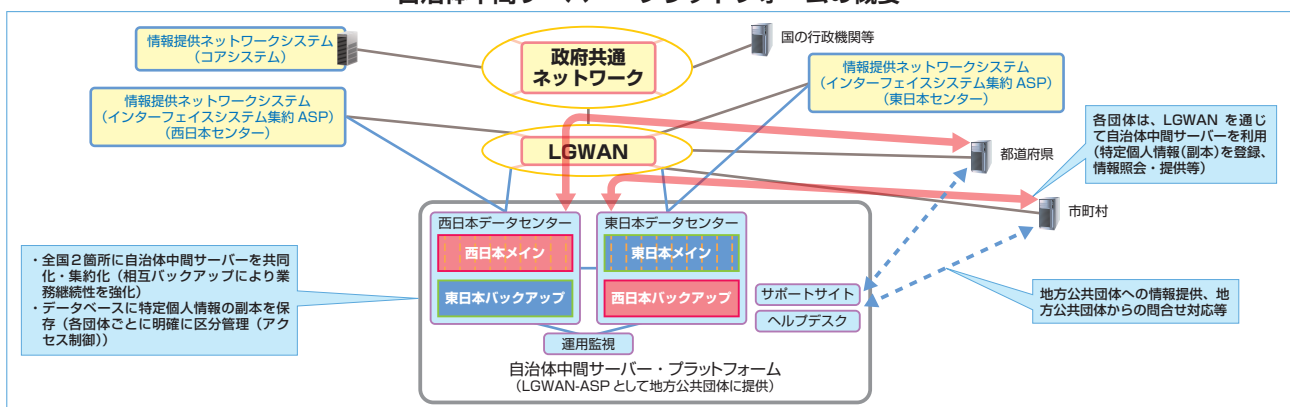 情報提供ネットワークシステム
（コアシステム）
政府共通
ネットワーク
国の行政機関等
情報提供ネットワークシステム
（インターフェイスシステム集約 ASP）
（西日本センター）
情報提供ネットワークシステム
（インターフェイスシステム集約 ASP）
（東日本センター）
LGWAN
都道府県
各団体は、LGWAN を通じ
て自治体中間サーバーを利用
（特定個人情報（副本）を登録、
情報照会・提供等）
市町村
西日本データセンター
西日本メイン
東日本バックアップ
東日本データセンター
東日本メイン
西日本バックアップ
・全国２箇所に自治体中間サーバーを共同
化・集約化（相互バックアップにより業
務継続性を強化）
・データベースに特定個人情報の副本を保
存（各団体ごとに明確に区分管理（アク
セス制御））
サポートサイト
ヘルプデスク
地方公共団体への情報提供、地
方公共団体からの問合せ対応等
運用監視
自治体中間サーバー・プラットフォーム
（LGWAN-ASP として地方公共団体に提供）